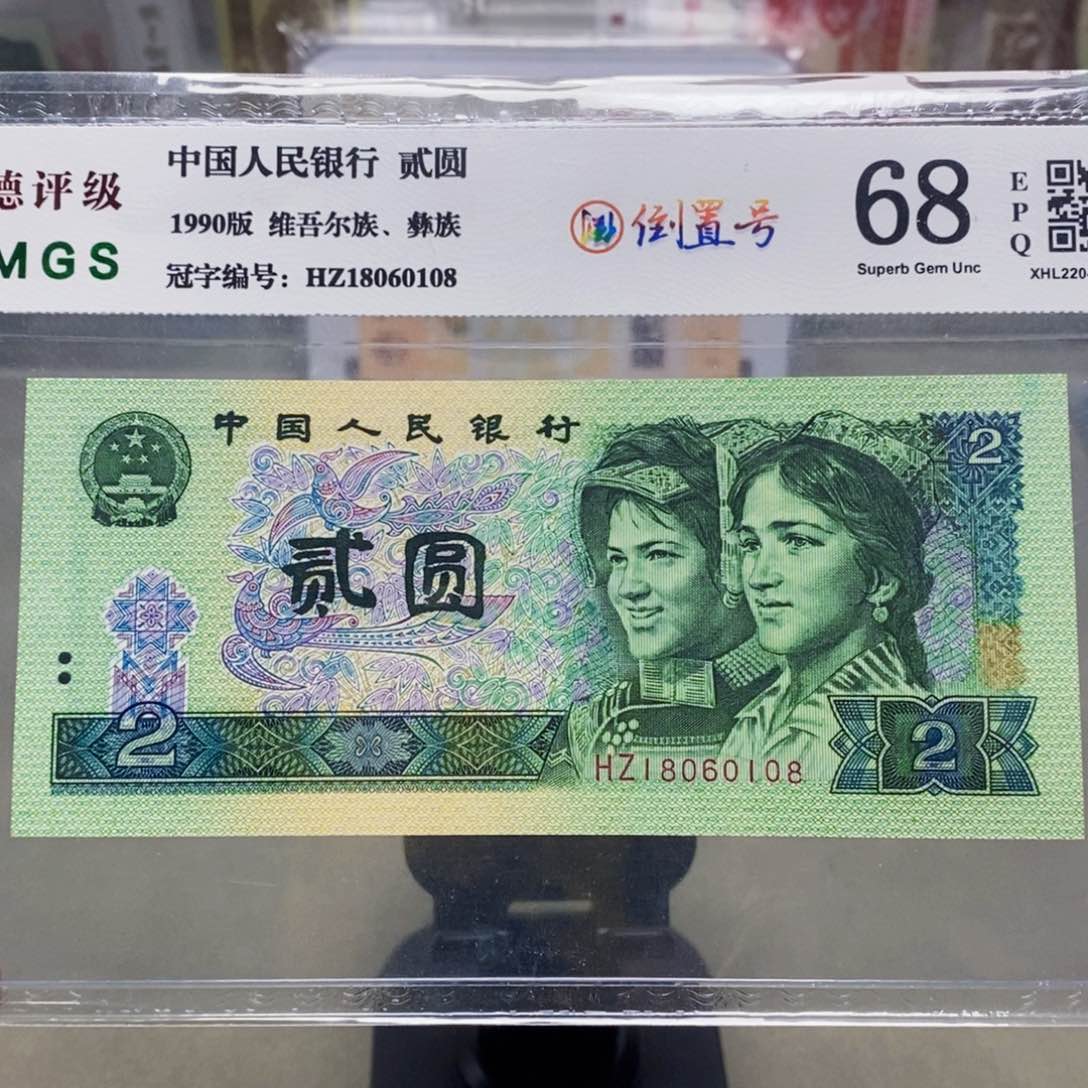 德评级
MGS
中国人民银行 贰圆
1990版 维吾尔族、彝族
冠字编号：HZ18060108
倒置号
68
Superb Gem Unc
EPQ
XHL220
中国人民银行
2
贰圆
2
HZ18060108
2